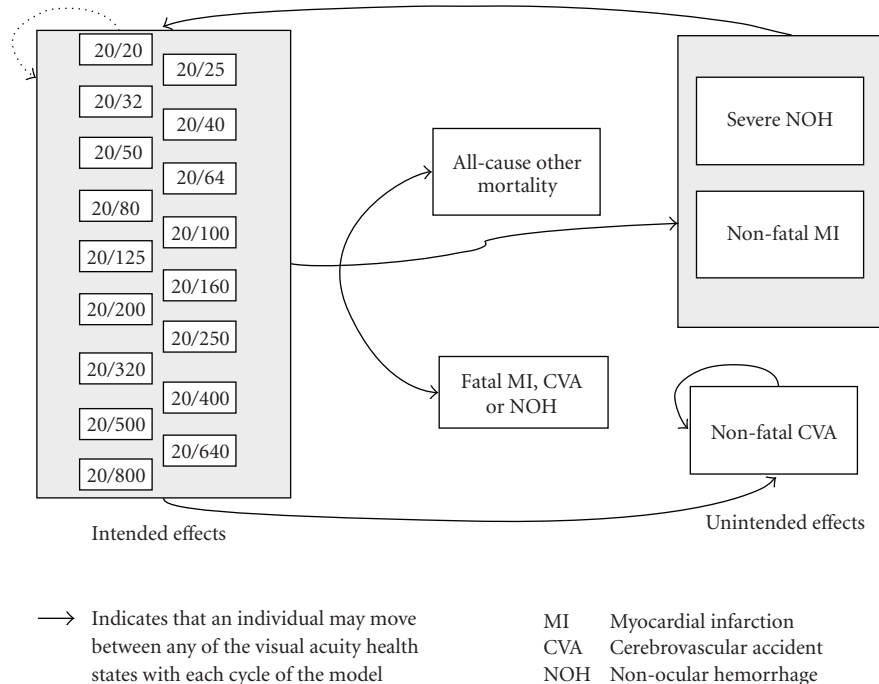 20/20
20/25
20/32
20/40
20/50
20/64
20/80
20/100
20/125
20/160
20/200
20/250
20/320
20/400
20/500
20/640
20/800
Intended effects
All-cause other
mortality
Fatal MI, CVA
or NOH
Severe NOH
Non-fatal MI
Non-fatal CVA
Unintended effects
Indicates that an individual may move
between any of the visual acuity health
states with each cycle of the model
MI Myocardial infarction
CVA Cerebrovascular accident
NOH Non-ocular hemorrhage